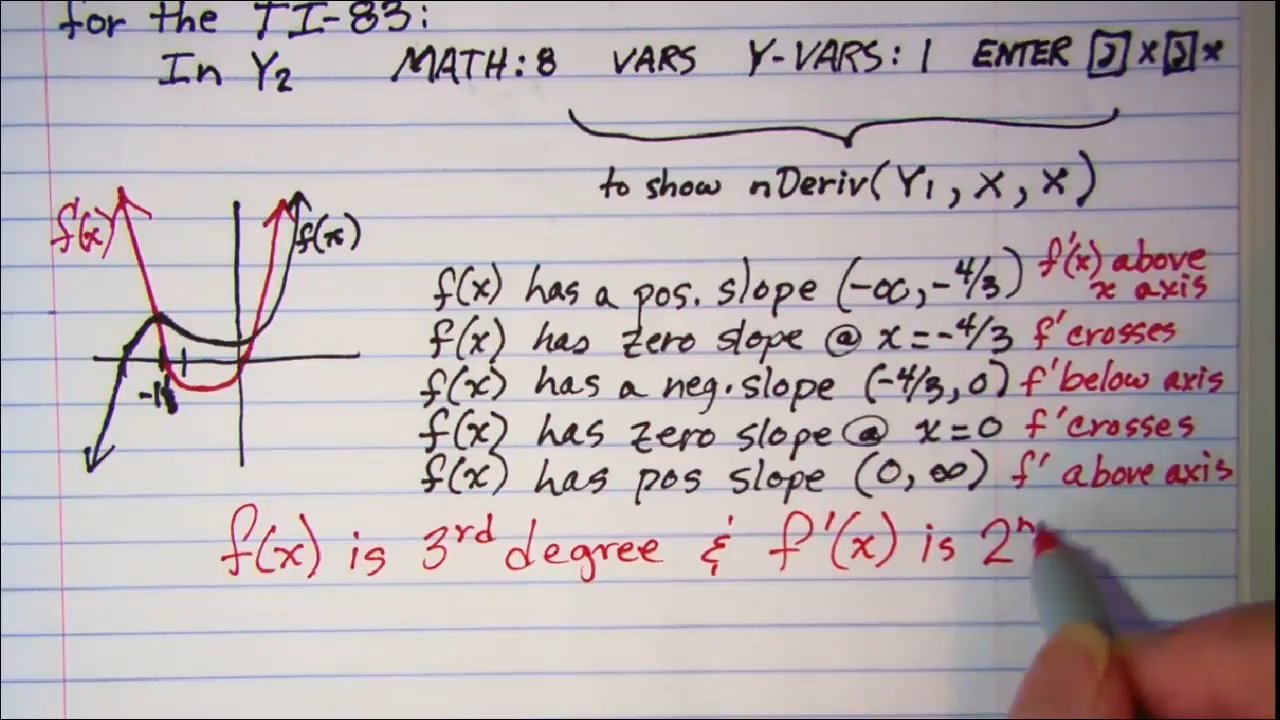 for the TI-83:
In Y₂ MATH:8 VARS Y-VARS:1 ENTER [,] x [,] x
to show nDeriv(Y₁, X, X)
f'(x)
f(x)
-1
f(x) has a pos. slope (-∞, -4/3) f'(x) above x axis
f(x) has zero slope @ x=-4/3 f' crosses
f(x) has a neg. slope (-4/3, 0) f' below axis
f(x) has zero slope @ x=0 f' crosses
f(x) has pos slope (0, ∞) f' above axis
f(x) is 3rd degree & f'(x) is 2n